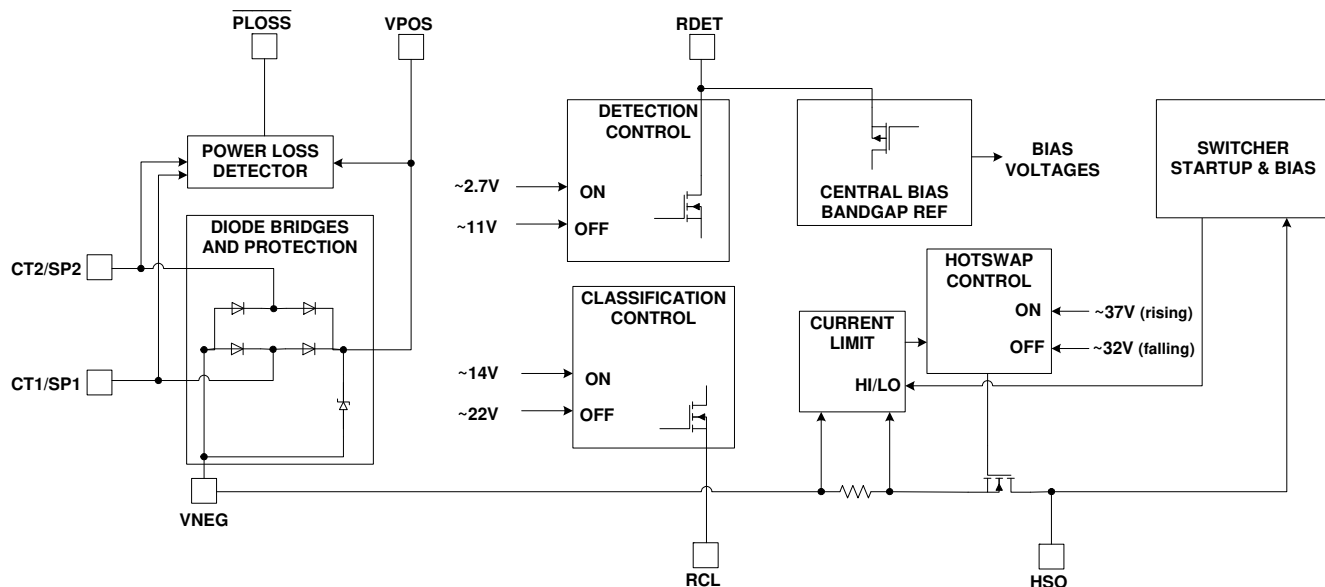 PLOSS
VPOS
RDET
POWER LOSS
DETECTOR
DETECTION
CONTROL
~2.7V
ON
~11V
OFF
CENTRAL BIAS
BANDGAP REF
BIAS
VOLTAGES
SWITCHER
STARTUP & BIAS
DIODE BRIDGES
AND PROTECTION
CT2/SP2
CT1/SP1
VNEG
CLASSIFICATION
CONTROL
~14V
ON
~22V
OFF
RCL
CURRENT
LIMIT
HI/LO
HOTSWAP
CONTROL
ON
~37V (rising)
OFF
~32V (falling)
HSO